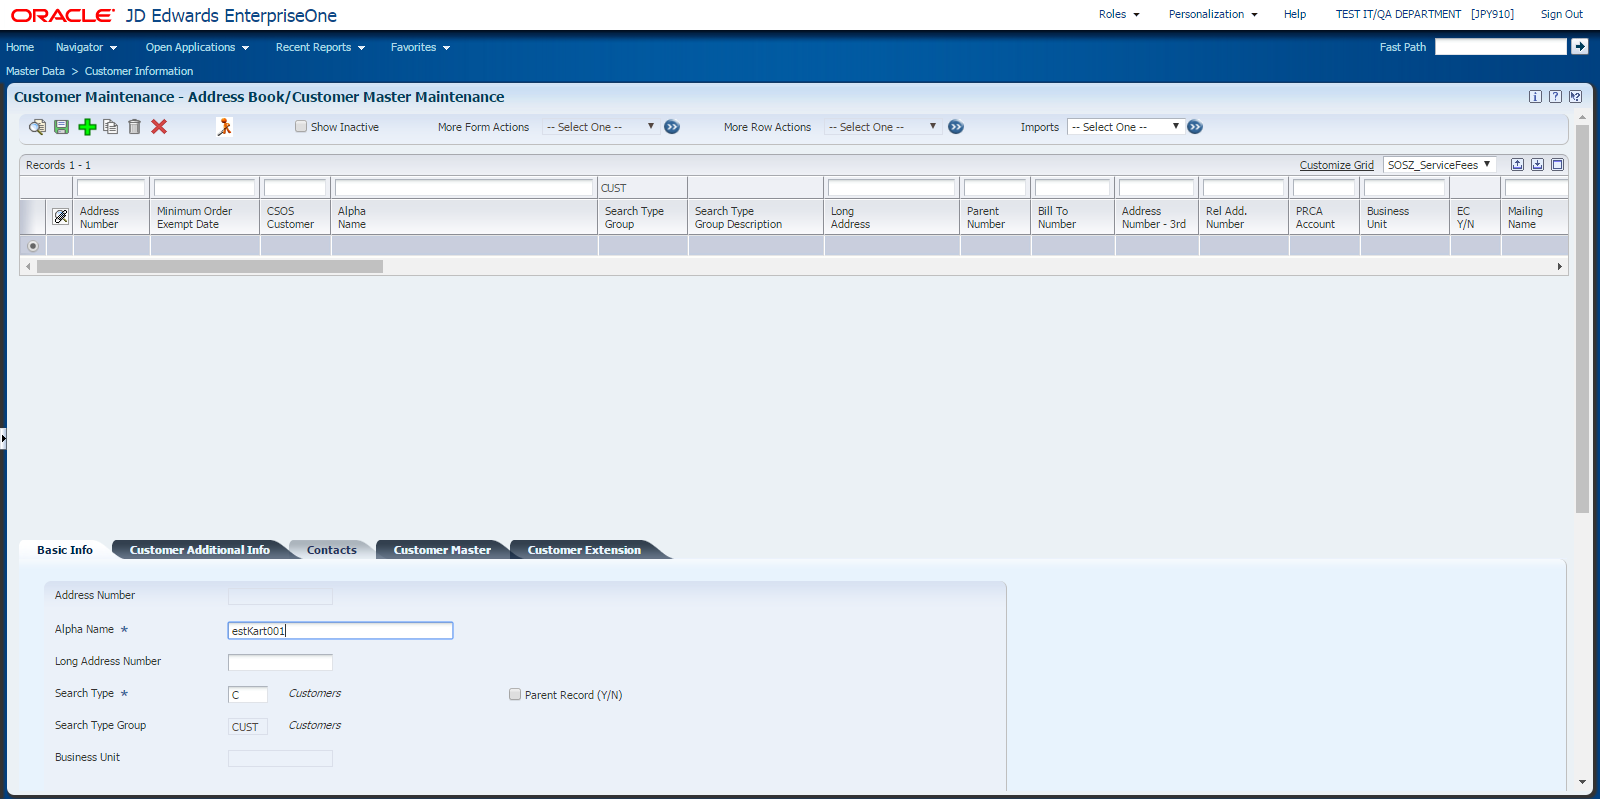 ORACLE JD Edwards EnterpriseOne
Roles Personalization Help TEST IT/QA DEPARTMENT [JPY910] Sign Out
Home Navigator Open Applications Recent Reports Favorites Fast Path
Master Data > Customer Information
Customer Maintenance - Address Book/Customer Master Maintenance
Show Inactive More Form Actions -- Select One -- More Row Actions -- Select One -- Imports -- Select One --
Records 1 - 1 Customize Grid SOSZ_ServiceFees
CUST
Address Number
Minimum Order Exempt Date
CSOS Customer
Alpha Name
Search Type Group
Search Type Group Description
Long Address
Parent Number
Bill To Number
Address Number - 3rd
Rel Add. Number
PRCA Account
Business Unit
EC Y/N
Mailing Name
Basic Info Customer Additional Info Contacts Customer Master Customer Extension
Address Number
Alpha Name * estKart001
Long Address Number
Search Type * C Customers Parent Record (Y/N)
Search Type Group CUST Customers
Business Unit